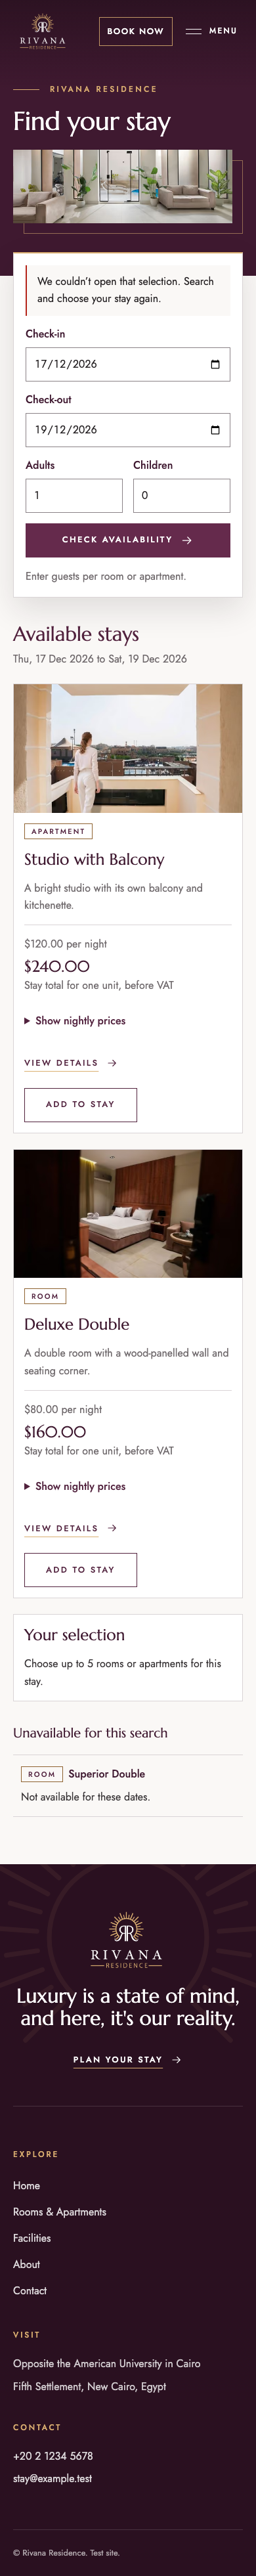 RIVANA
RESIDENCE
BOOK NOW
MENU
RIVANA RESIDENCE
Find your stay
We couldn’t open that selection. Search
and choose your stay again.
Check-in
17/12/2026
Check-out
19/12/2026
Adults
Children
1
0
CHECK AVAILABILITY →
Enter guests per room or apartment.
Available stays
Thu, 17 Dec 2026 to Sat, 19 Dec 2026
APARTMENT
Studio with Balcony
A bright studio with its own balcony and
kitchenette.
$120.00 per night
$240.00
Stay total for one unit, before VAT
▶ Show nightly prices
VIEW DETAILS →
ADD TO STAY
ROOM
Deluxe Double
A double room with a wood-panelled wall and
seating corner.
$80.00 per night
$160.00
Stay total for one unit, before VAT
▶ Show nightly prices
VIEW DETAILS →
ADD TO STAY
Your selection
Choose up to 5 rooms or apartments for this
stay.
Unavailable for this search
ROOM Superior Double
Not available for these dates.
RIVANA
RESIDENCE
Luxury is a state of mind,
and here, it's our reality.
PLAN YOUR STAY →
EXPLORE
Home
Rooms & Apartments
Facilities
About
Contact
VISIT
Opposite the American University in Cairo
Fifth Settlement, New Cairo, Egypt
CONTACT
+20 2 1234 5678
stay@example.test
© Rivana Residence. Test site.